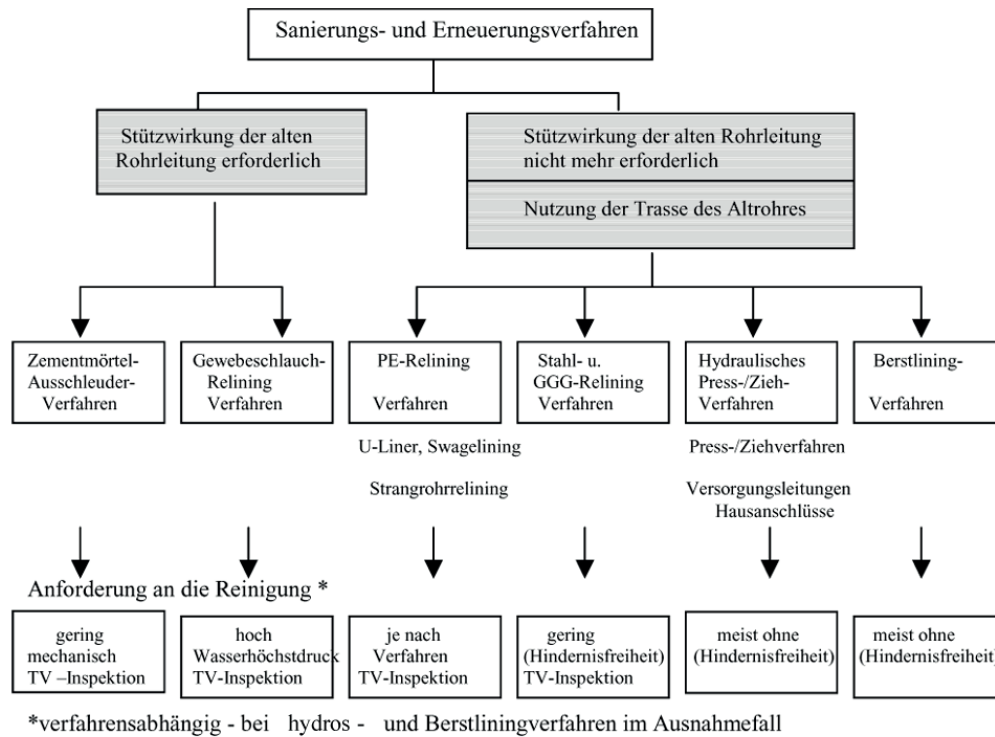 Sanierungs- und Erneuerungsverfahren
Stützwirkung der alten
Rohrleitung erforderlich
Stützwirkung der alten Rohrleitung
nicht mehr erforderlich
Nutzung der Trasse des Altrohres
Zementmörtel-
Ausschleuder-
Verfahren
Gewebeschlauch-
Relining
Verfahren
PE-Relining
Verfahren
Stahl- u.
GGG-Relining
Verfahren
Hydraulisches
Press-/Zieh-
Verfahren
Berstlining-
Verfahren
U-Liner, Swagelining
Strangrohrrelining
Press-/Ziehverfahren
Versorgungsleitungen
Hausanschlüsse
Anforderung an die Reinigung *
gering
mechanisch
TV –Inspektion
hoch
Wasserhöchstdruck
TV-Inspektion
je nach
Verfahren
TV-Inspektion
gering
(Hindernisfreiheit)
TV-Inspektion
meist ohne
(Hindernisfreiheit)
meist ohne
(Hindernisfreiheit)
*verfahrensabhängig - bei hydros - und Berstliningverfahren im Ausnahmefall